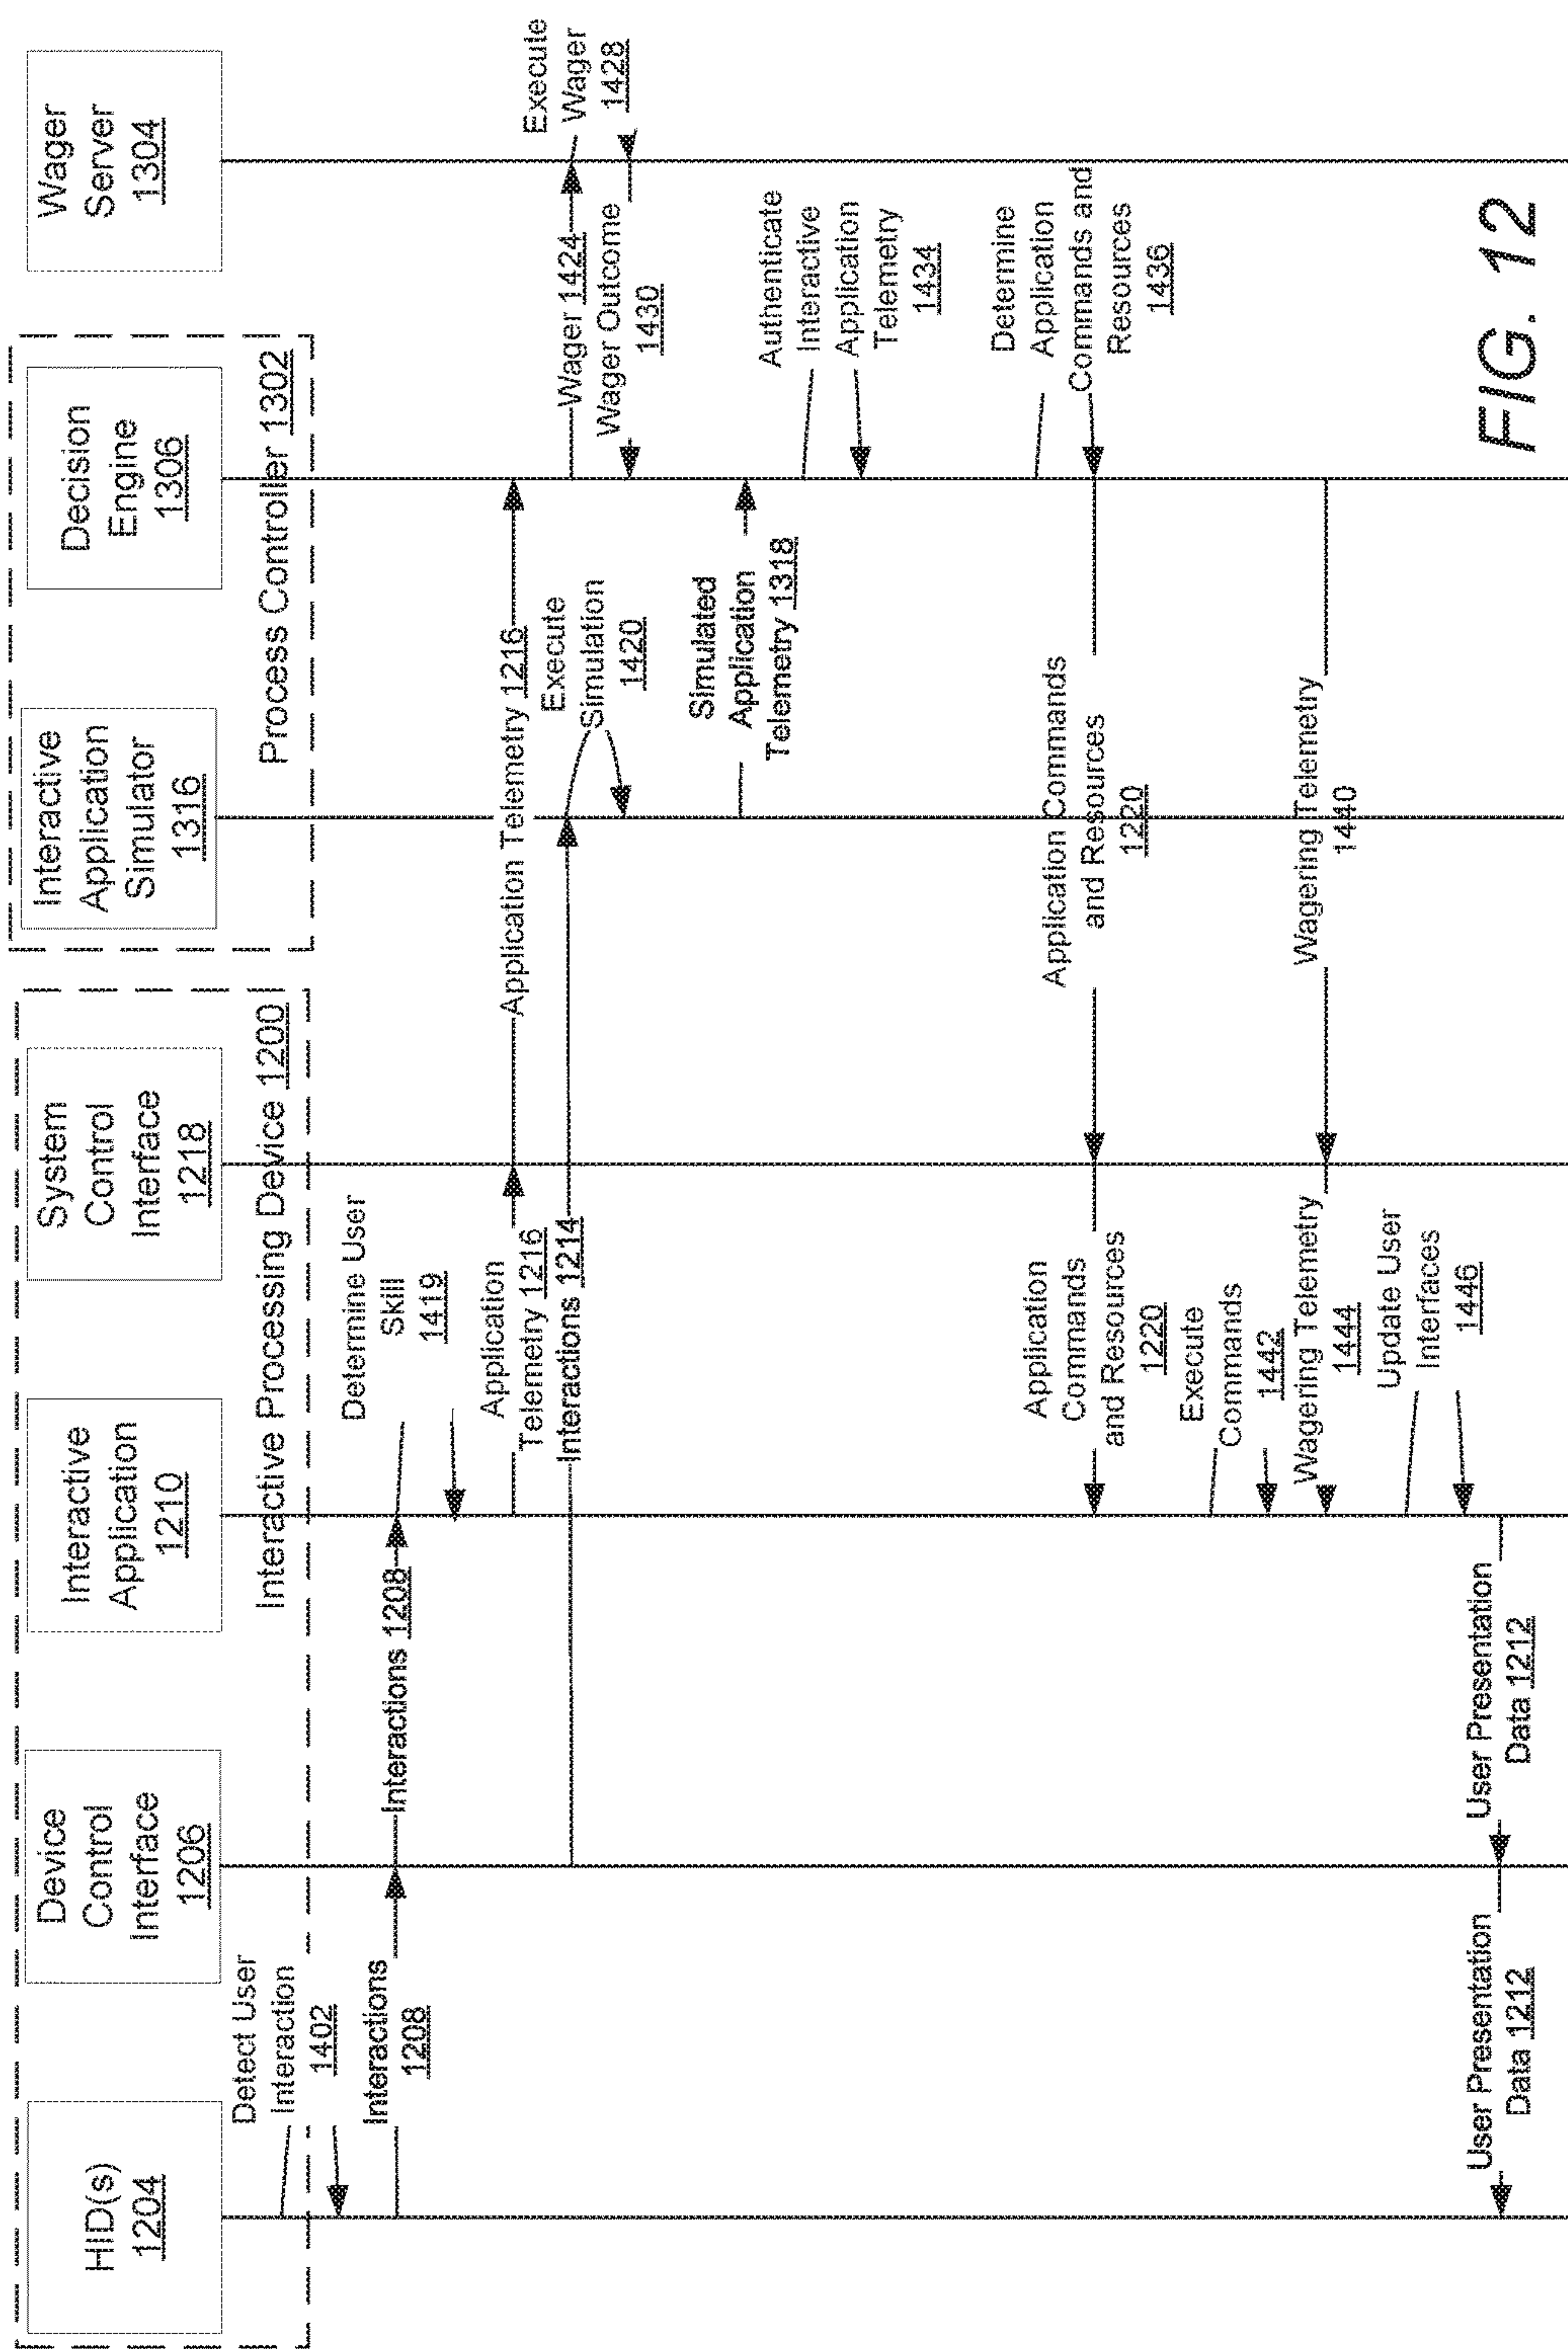 HID(s)
1204
Device
Control
Interface
1206
Interactive
Application
1210
System
Control
Interface
1218
Interactive
Application
Simulator
1316
Decision
Engine
1306
Wager
Server
1304
Interactive Processing Device 1200
Process Controller 1302
Detect User
Interaction
1402
Interactions
1208
Interactions 1208
Determine User
Skill
1419
Application
Telemetry 1216
Application Telemetry 1216
Interactions 1214
Execute
Simulation
1420
Wager 1424
Execute
Wager
1428
Wager Outcome
1430
Simulated
Application
Telemetry 1318
Authenticate
Interactive
Application
Telemetry
1434
Determine
Application
Commands and
Resources
1436
Application Commands
and Resources
1220
Application
Commands
and Resources
1220
Execute
Commands
1442
Wagering Telemetry
1440
Wagering Telemetry
1444
Update User
Interfaces
1446
User Presentation
Data 1212
User Presentation
Data 1212
FIG. 12